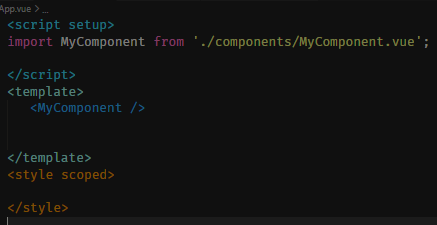 App.vue > ...
<script setup>
import MyComponent from './components/MyComponent.vue';
</script>
<template>
<MyComponent />
</template>
<style scoped>
</style>